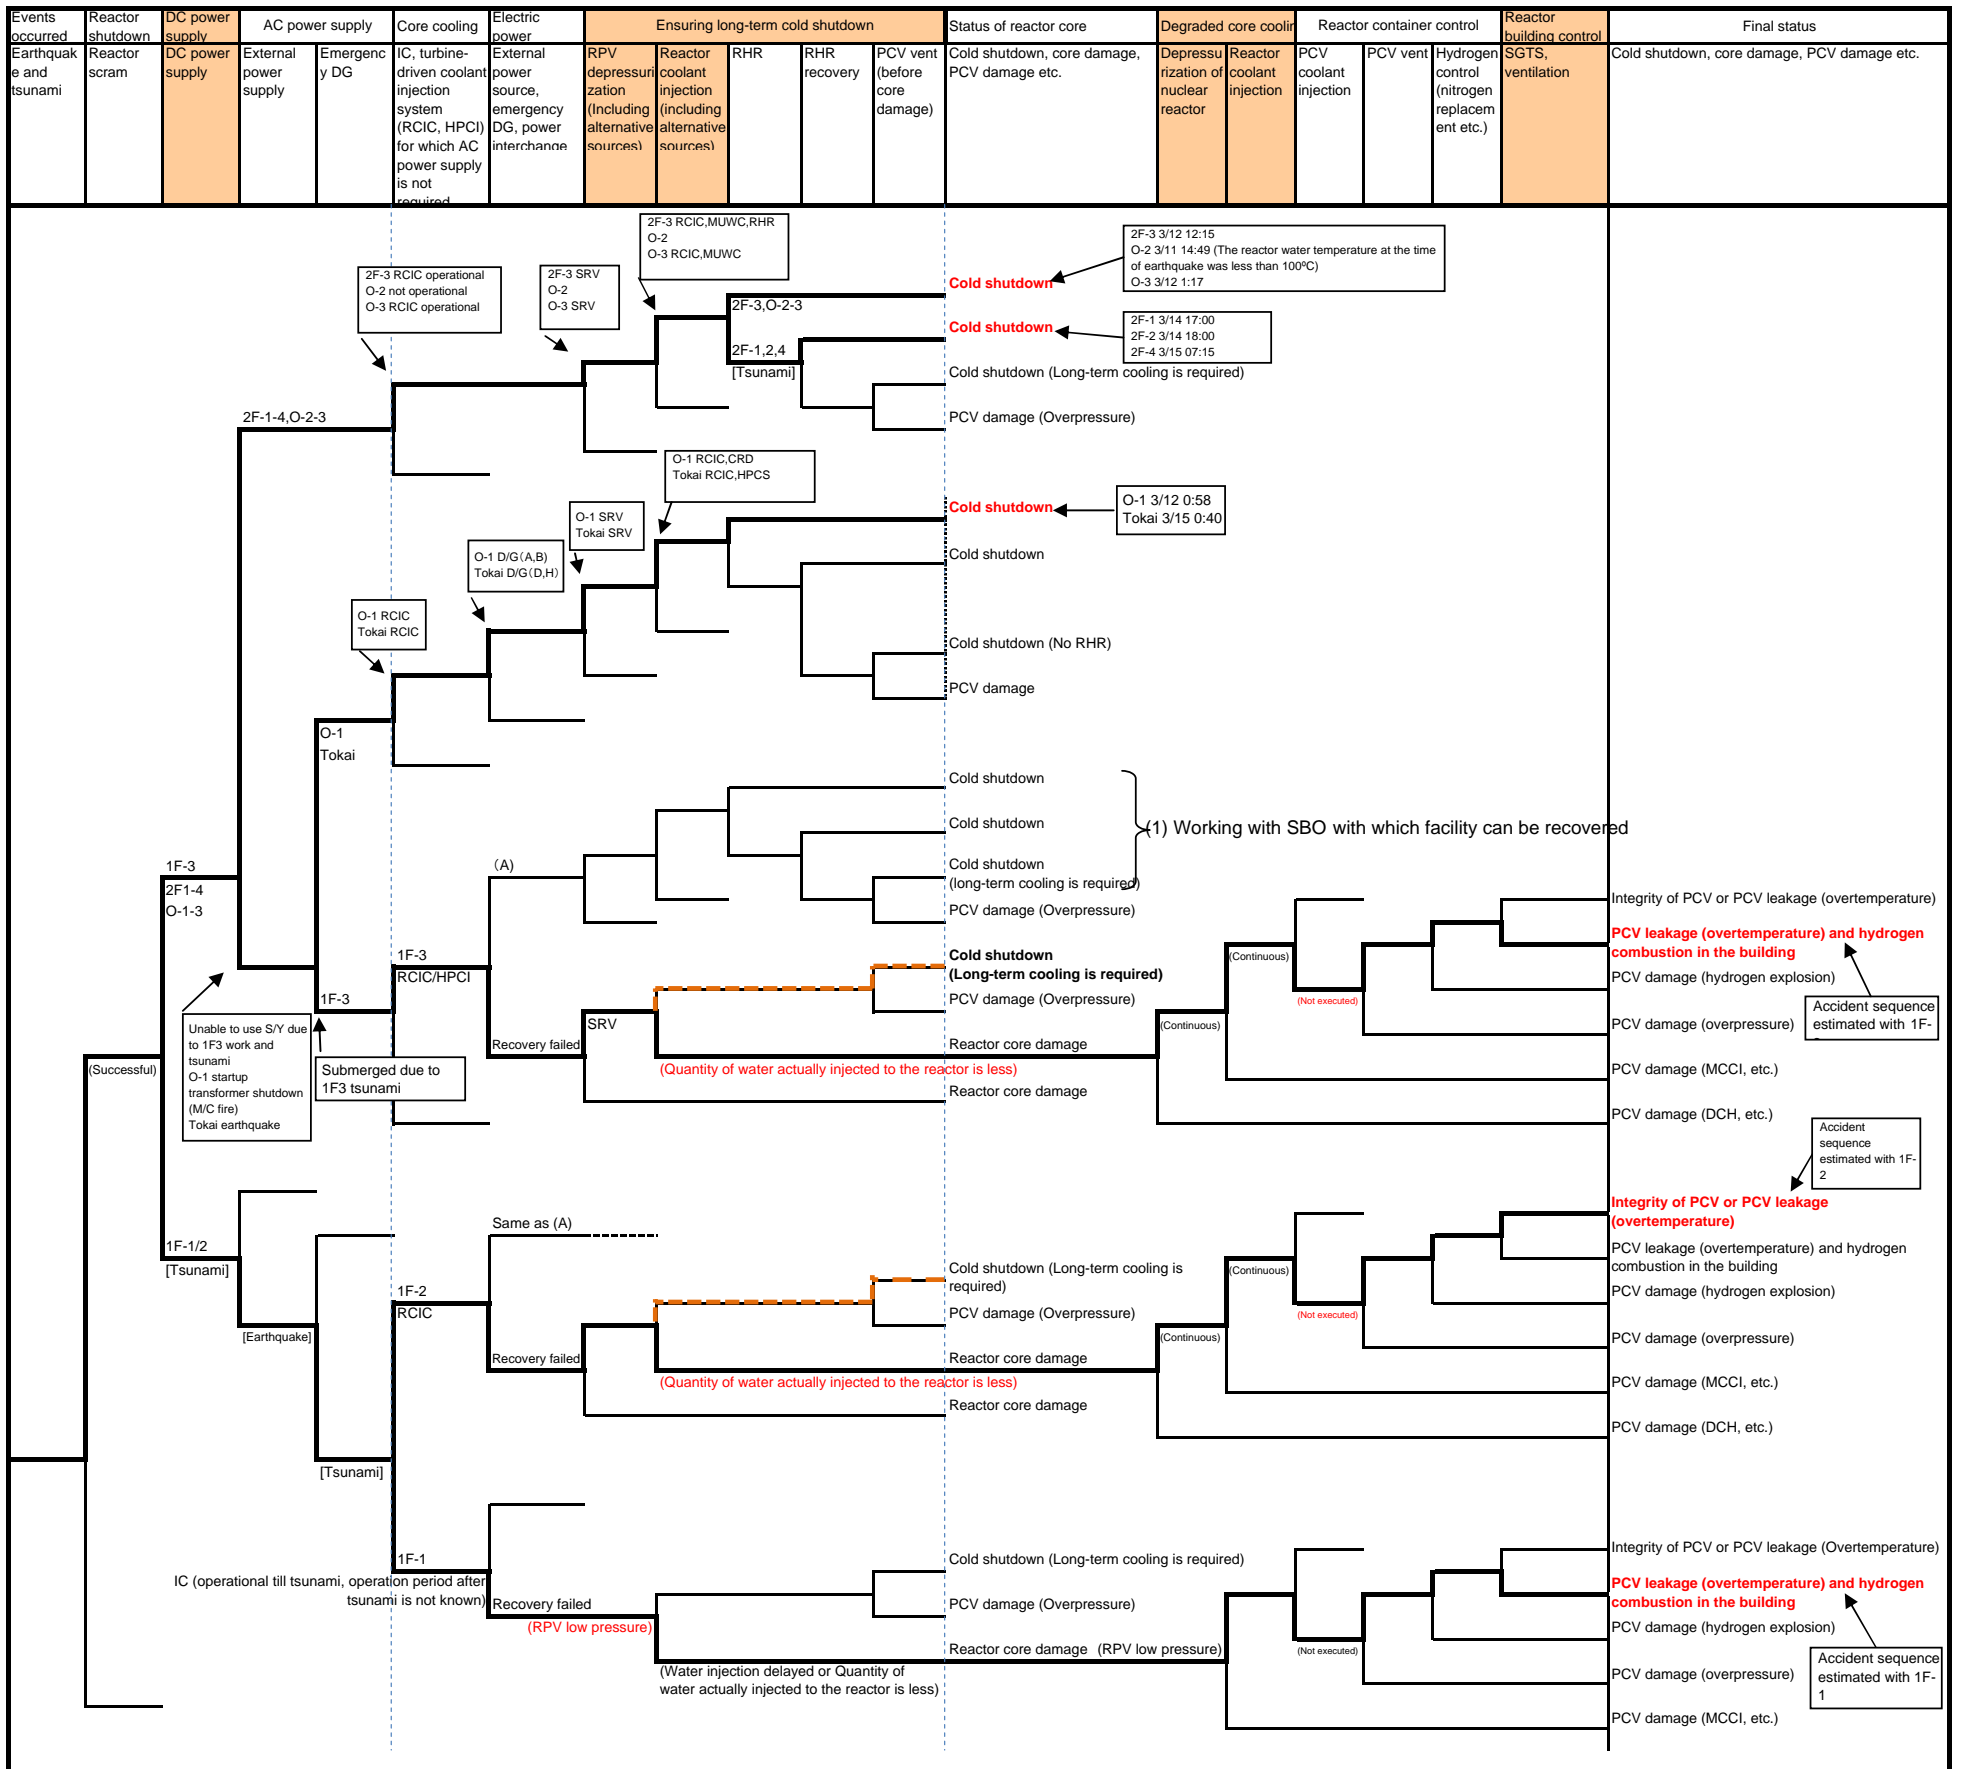 Events
occurred
Reactor
shutdown
DC power
supply
AC power supply
Core cooling
Electric
power
Ensuring long-term cold shutdown
Status of reactor core
Degraded core coolin
Reactor container control
Reactor
building control
Final status
Earthquak
e and
tsunami
Reactor
scram
DC power
supply
External
power
supply
Emergenc
y DG
IC, turbine-
driven coolant
injection
system
(RCIC, HPCI)
for which AC
power supply
is not
required
External
power
source,
emergency
DG, power
interchange
RPV
depressuri
zation
(Including
alternative
sources)
Reactor
coolant
injection
(including
alternative
sources)
RHR
RHR
recovery
PCV vent
(before
core
damage)
Cold shutdown, core damage,
PCV damage etc.
Depressu
rization of
nuclear
reactor
Reactor
coolant
injection
PCV
coolant
injection
PCV vent
Hydrogen
control
(nitrogen
replacem
ent etc.)
SGTS,
ventilation
Cold shutdown, core damage, PCV damage etc.
2F-3 RCIC,MUWC,RHR
O-2
O-3 RCIC,MUWC
2F-3 3/12 12:15
O-2 3/11 14:49 (The reactor water temperature at the time
of earthquake was less than 100ºC)
O-3 3/12 1:17
2F-3 RCIC operational
O-2 not operational
O-3 RCIC operational
2F-3 SRV
O-2
O-3 SRV
Cold shutdown
2F-3,O-2-3
Cold shutdown
2F-1 3/14 17:00
2F-2 3/14 18:00
2F-4 3/15 07:15
2F-1,2,4
[Tsunami]
Cold shutdown (Long-term cooling is required)
2F-1-4,O-2-3
PCV damage (Overpressure)
O-1 RCIC,CRD
Tokai RCIC,HPCS
Cold shutdown
O-1 3/12 0:58
Tokai 3/15 0:40
O-1 SRV
Tokai SRV
O-1 D/G（A,B)
Tokai D/G（D,H）
Cold shutdown
O-1 RCIC
Tokai RCIC
Cold shutdown (No RHR)
PCV damage
O-1
Tokai
Cold shutdown
Cold shutdown
(1) Working with SBO with which facility can be recovered
1F-3
2F1-4
O-1-3
（A)
Cold shutdown
(long-term cooling is required)
PCV damage (Overpressure)
Integrity of PCV or PCV leakage (overtemperature)
PCV leakage (overtemperature) and hydrogen
combustion in the building
1F-3
RCIC/HPCI
Cold shutdown
(Long-term cooling is required)
(Continuous)
PCV damage (hydrogen explosion)
1F-3
PCV damage (Overpressure)
(Not executed)
Accident sequence
estimated with 1F-
Unable to use S/Y due
to 1F3 work and
tsunami
O-1 startup
transformer shutdown
(M/C fire)
Tokai earthquake
SRV
(Continuous)
PCV damage (overpressure)
Recovery failed
Reactor core damage
(Successful)
Submerged due to
1F3 tsunami
(Quantity of water actually injected to the reactor is less)
PCV damage (MCCI, etc.)
Reactor core damage
PCV damage (DCH, etc.)
Accident
sequence
estimated with 1F-
2
Integrity of PCV or PCV leakage
(overtemperature)
Same as (A)
1F-1/2
[Tsunami]
PCV leakage (overtemperature) and hydrogen
combustion in the building
Cold shutdown (Long-term cooling is
required)
(Continuous)
1F-2
RCIC
PCV damage (hydrogen explosion)
PCV damage (Overpressure)
(Not executed)
[Earthquake]
(Continuous)
PCV damage (overpressure)
Recovery failed
Reactor core damage
(Quantity of water actually injected to the reactor is less)
PCV damage (MCCI, etc.)
Reactor core damage
PCV damage (DCH, etc.)
[Tsunami]
Integrity of PCV or PCV leakage (Overtemperature)
1F-1
Cold shutdown (Long-term cooling is required)
IC (operational till tsunami, operation period after
tsunami is not known)
PCV leakage (overtemperature) and hydrogen
combustion in the building
Recovery failed
PCV damage (Overpressure)
(RPV low pressure)
PCV damage (hydrogen explosion)
Reactor core damage (RPV low pressure)
(Not executed)
Accident sequence
estimated with 1F-
1
(Water injection delayed or Quantity of
water actually injected to the reactor is less)
PCV damage (overpressure)
PCV damage (MCCI, etc.)